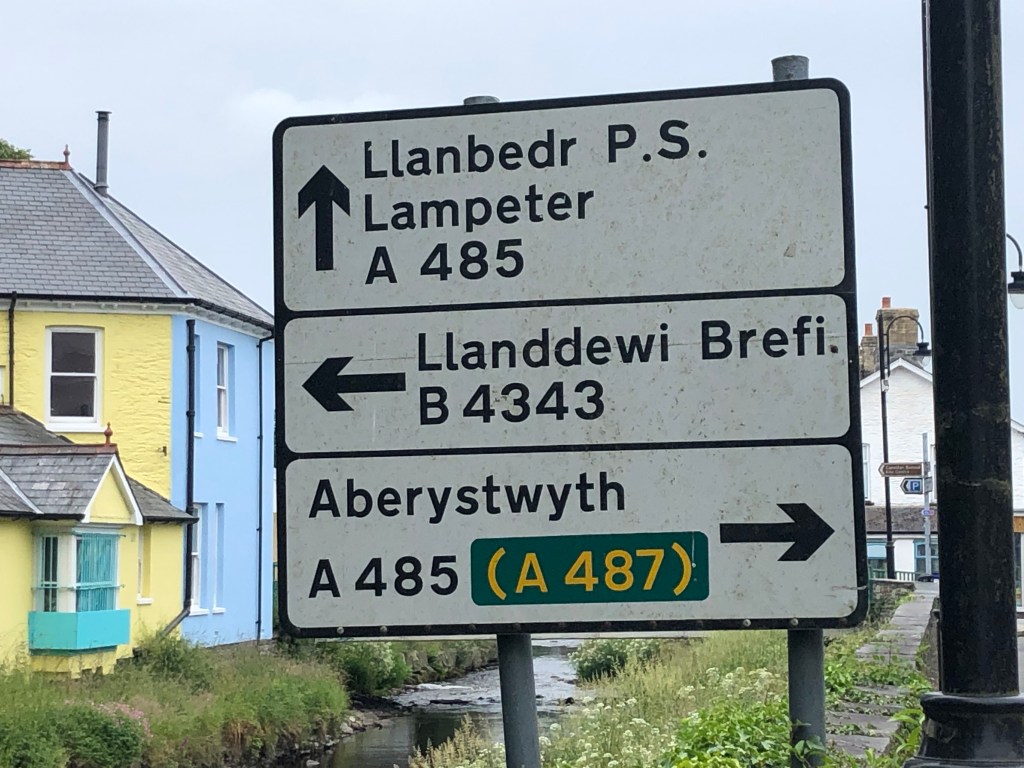 Llanbedr P.S.
Lampeter
A 485
Llanddewi Brefi
B 4343
Aberystwyth
A 485 (A 487)
P